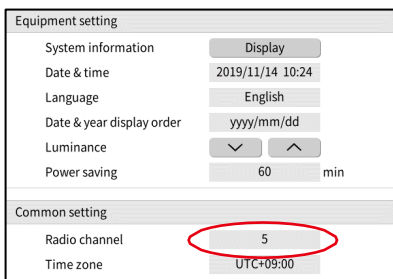 Equipment setting
System information Display
Date & time 2019/11/14 10:24
Language English
Date & year display order yyyy/mm/dd
Luminance
Power saving 60 min
Common setting
Radio channel 5
Time zone UTC+09:00